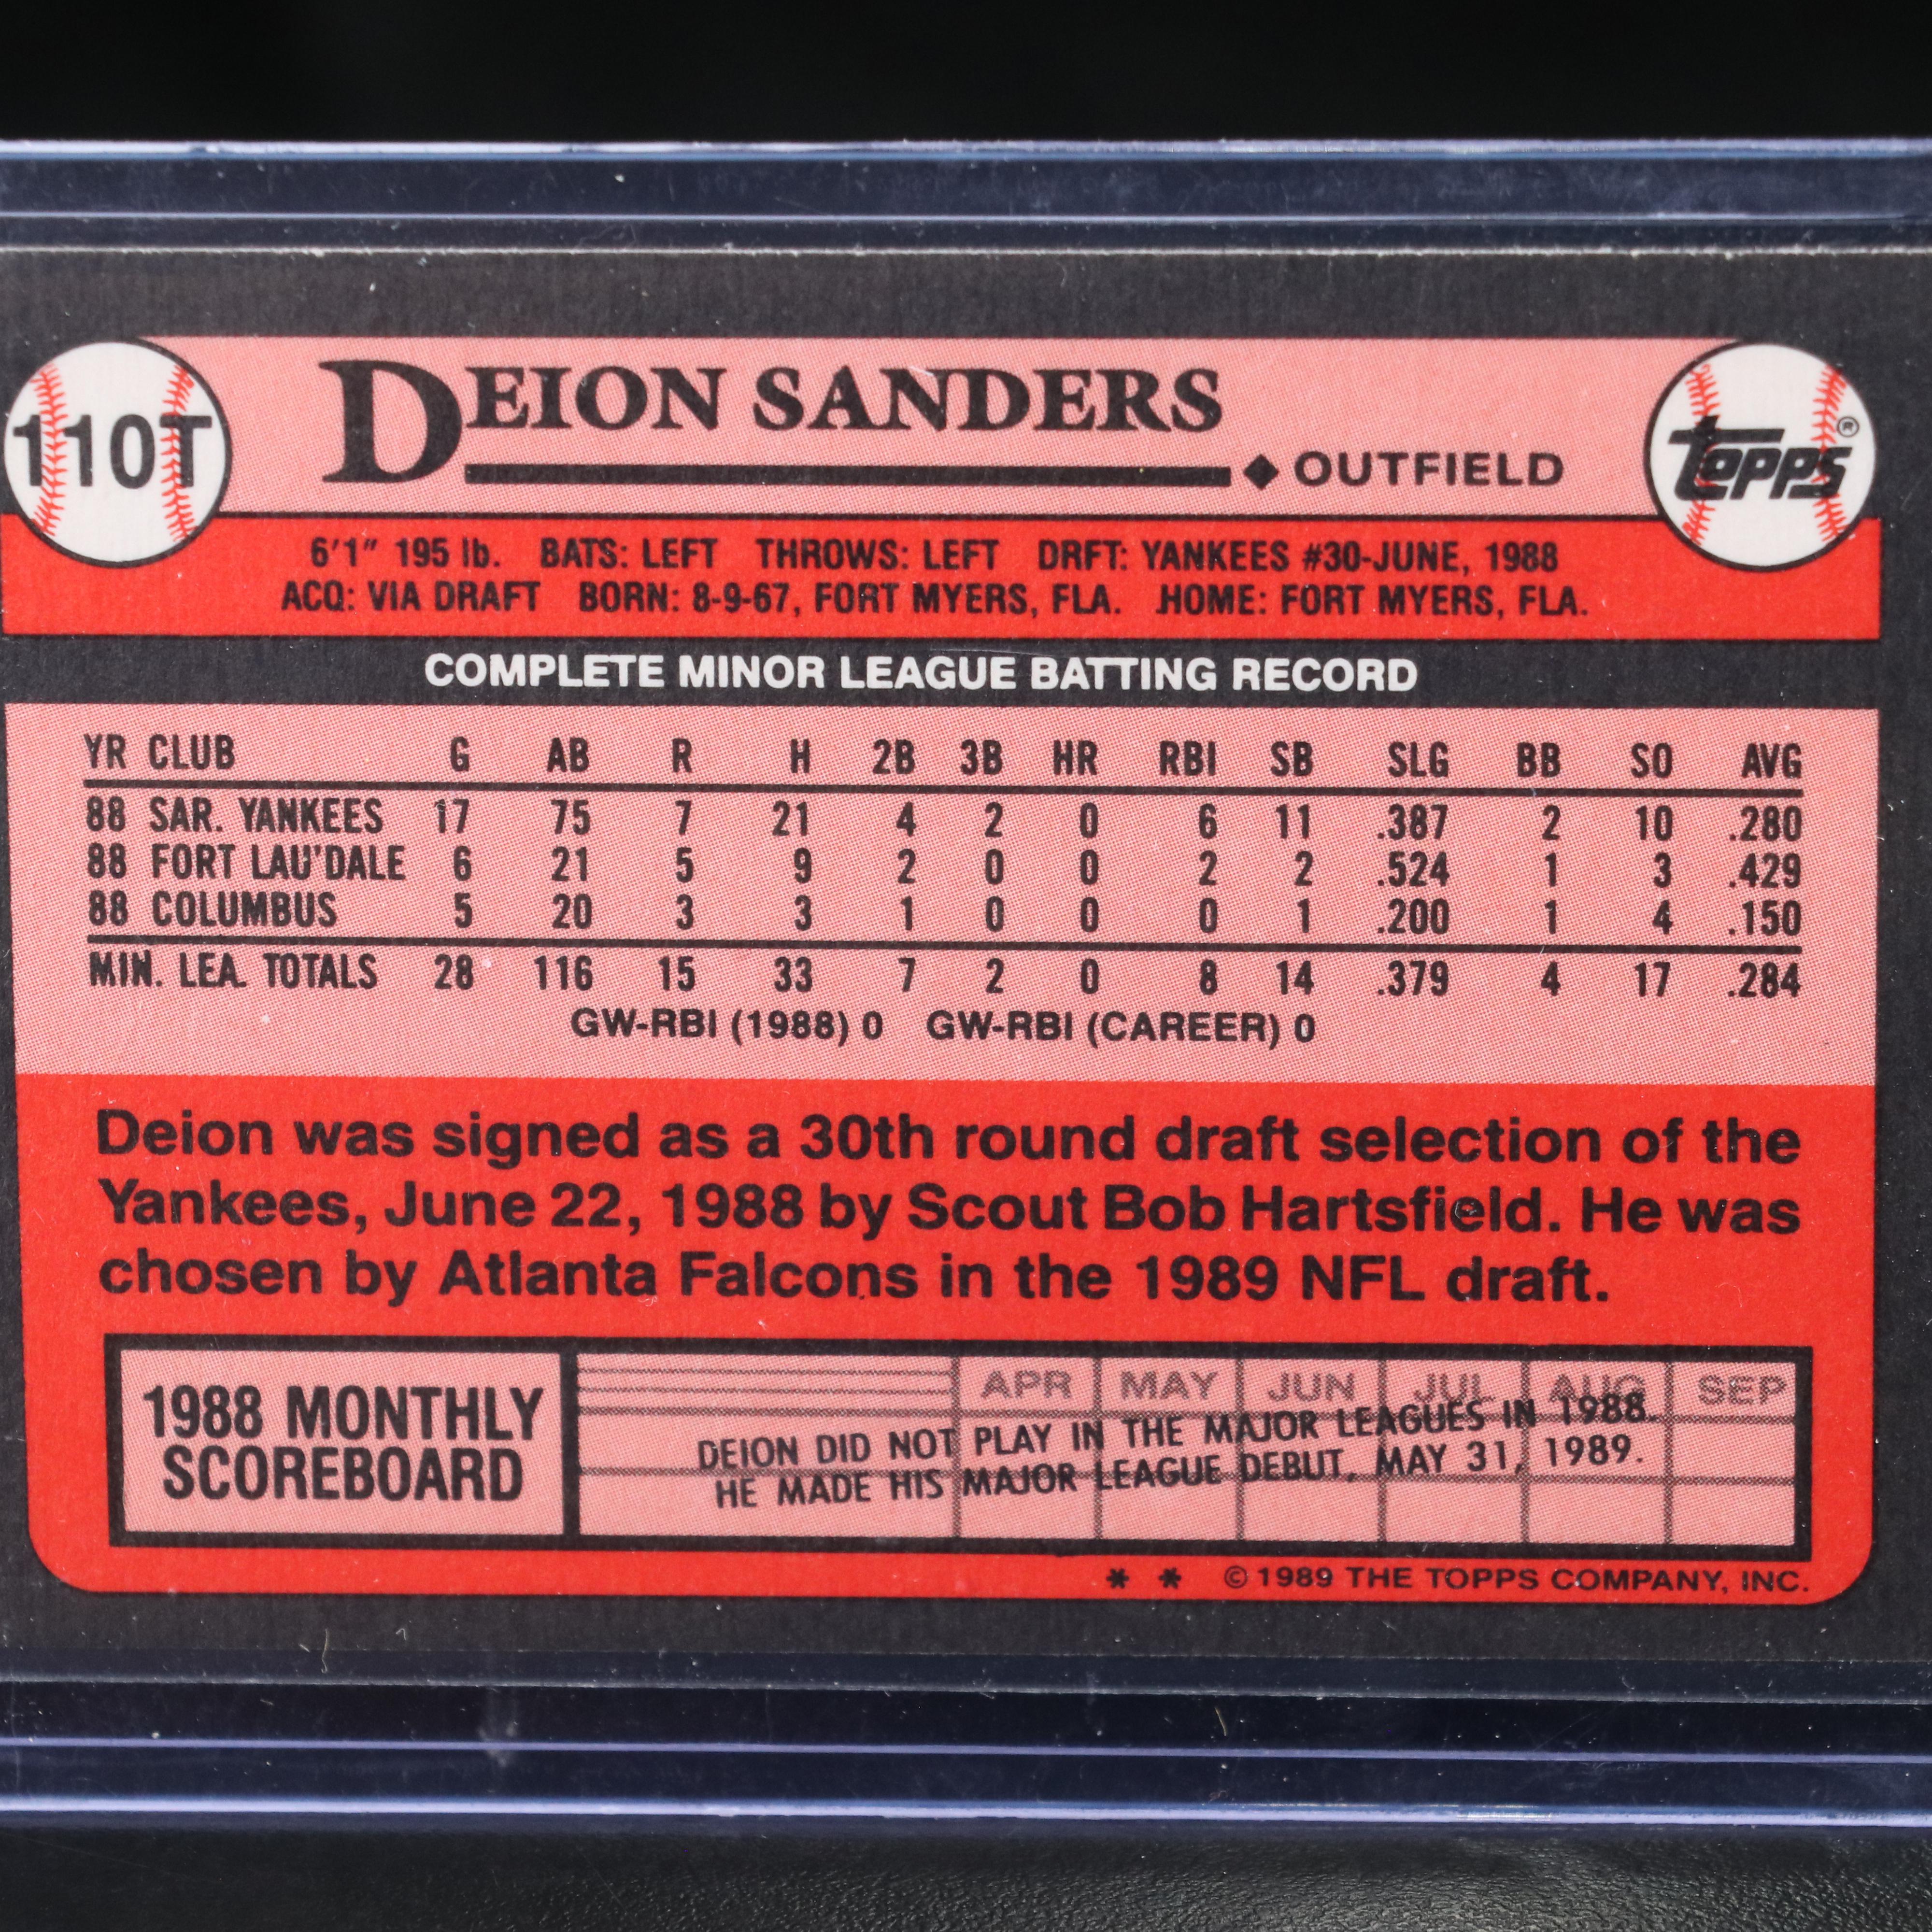 110T
DEION SANDERS
◆ OUTFIELD
TOPPS®
6'1" 195 lb. BATS: LEFT THROWS: LEFT DRFT: YANKEES #30-JUNE, 1988
ACQ: VIA DRAFT BORN: 8-9-67, FORT MYERS, FLA. HOME: FORT MYERS, FLA.
COMPLETE MINOR LEAGUE BATTING RECORD
YR CLUB G AB R H 2B 3B HR RBI SB SLG BB SO AVG
88 SAR. YANKEES 17 75 7 21 4 2 0 6 11 .387 2 10 .280
88 FORT LAU'DALE 6 21 5 9 2 0 0 2 2 .524 1 3 .429
88 COLUMBUS 5 20 3 3 1 0 0 0 1 .200 1 4 .150
MIN. LEA. TOTALS 28 116 15 33 7 2 0 8 14 .379 4 17 .284
GW-RBI (1988) 0 GW-RBI (CAREER) 0
Deion was signed as a 30th round draft selection of the
Yankees, June 22, 1988 by Scout Bob Hartsfield. He was
chosen by Atlanta Falcons in the 1989 NFL draft.
1988 MONTHLY
SCOREBOARD
APR MAY JUN JUL AUG SEP
DEION DID NOT PLAY IN THE MAJOR LEAGUES IN 1988.
HE MADE HIS MAJOR LEAGUE DEBUT, MAY 31, 1989.
* * © 1989 THE TOPPS COMPANY, INC.